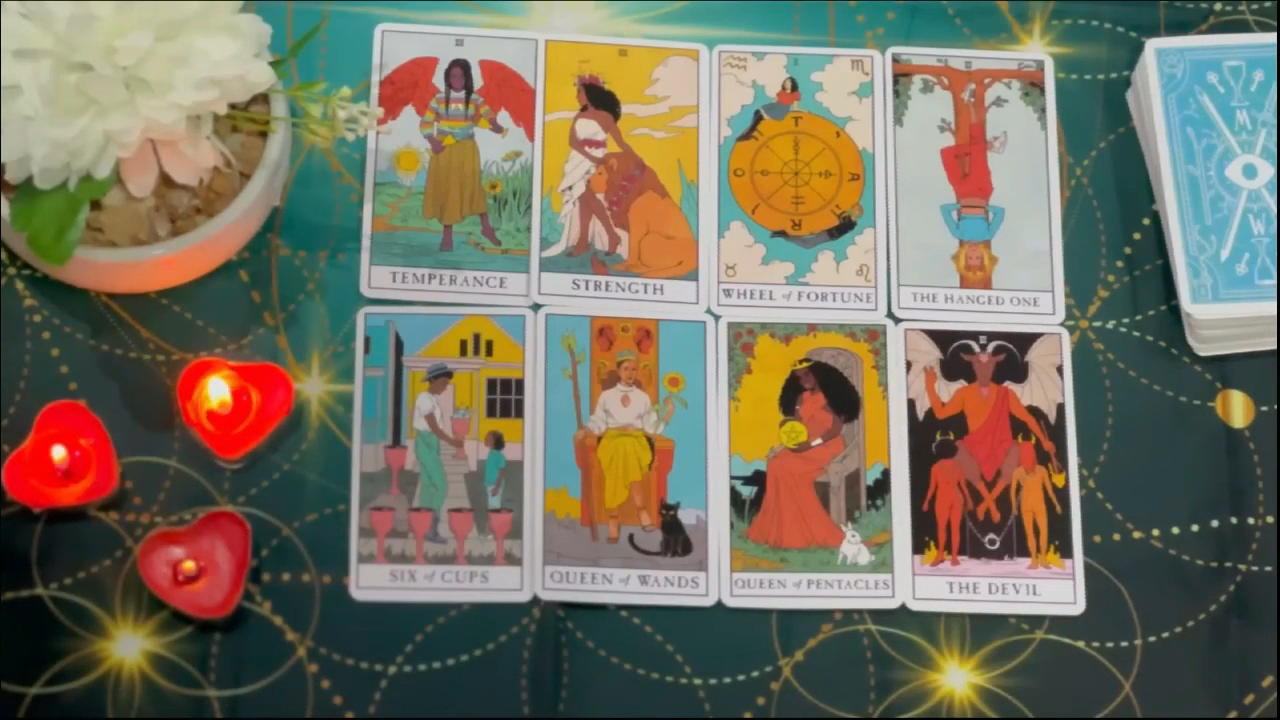 TEMPERANCE
STRENGTH
WHEEL of FORTUNE
THE HANGED ONE
SIX of CUPS
QUEEN of WANDS
QUEEN of PENTACLES
THE DEVIL
M
W